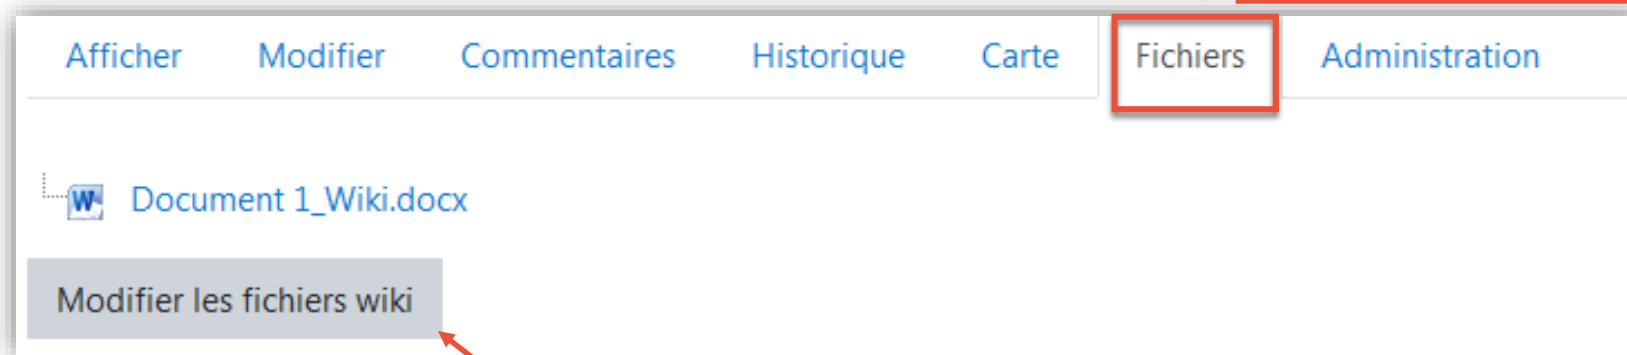 Afficher Modifier Commentaires Historique Carte Fichiers Administration
Document 1_Wiki.docx
Modifier les fichiers wiki